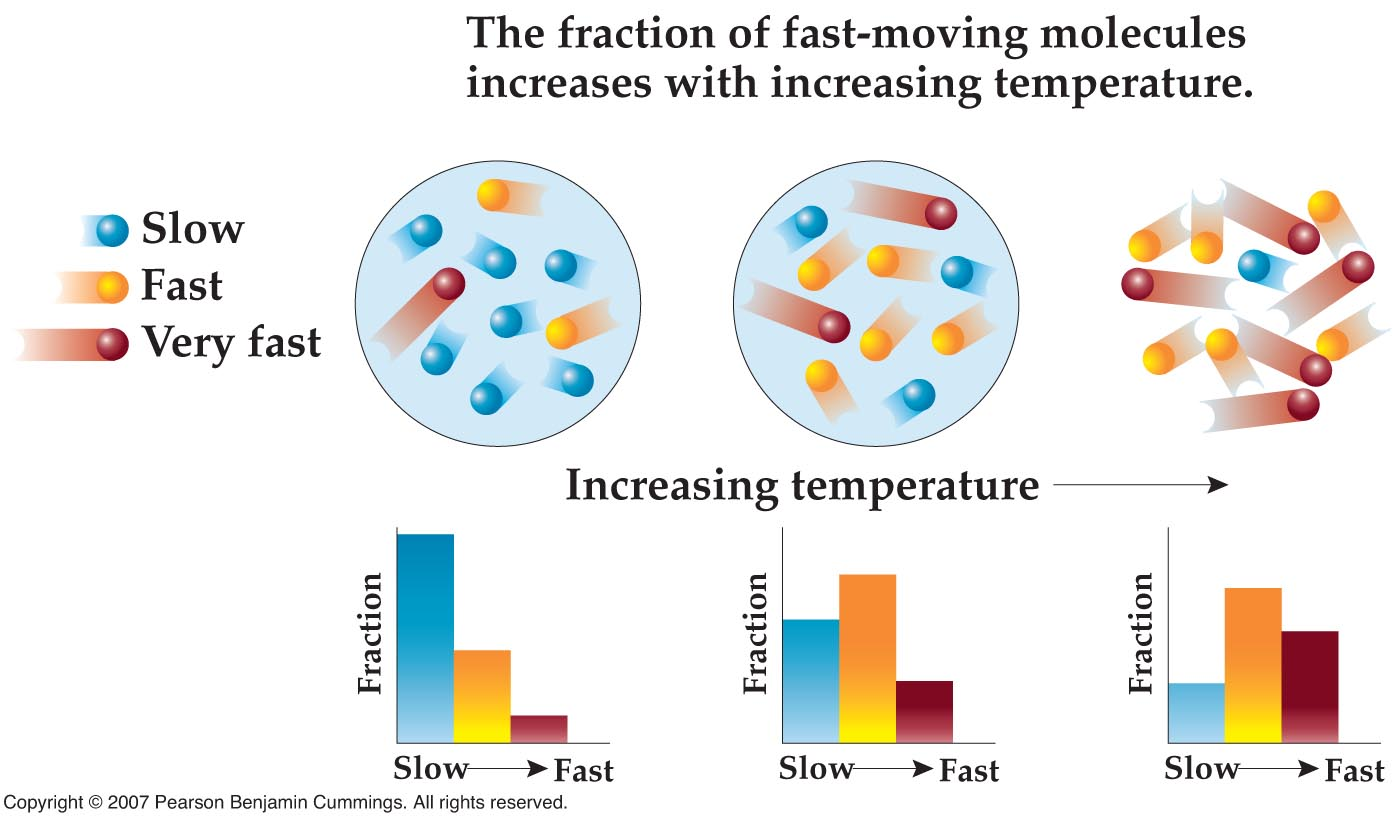 The fraction of fast-moving molecules
increases with increasing temperature.
Slow
Fast
Very fast
Increasing temperature
Fraction
Slow Fast
Fraction
Slow Fast
Fraction
Slow Fast
Copyright © 2007 Pearson Benjamin Cummings. All rights reserved.